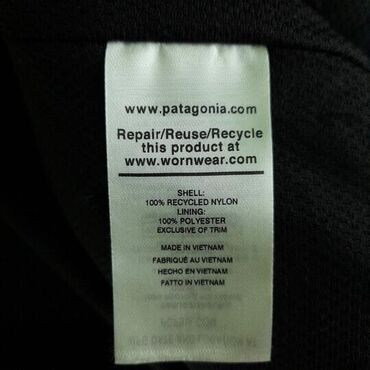 www.patagonia.com
Repair/Reuse/Recycle
this product at
www.wornwear.com
SHELL:
100% RECYCLED NYLON
LINING:
100% POLYESTER
EXCLUSIVE OF TRIM
MADE IN VIETNAM
FABRIQUÉ AU VIETNAM
HECHO EN VIETNAM
FATTO IN VIETNAM